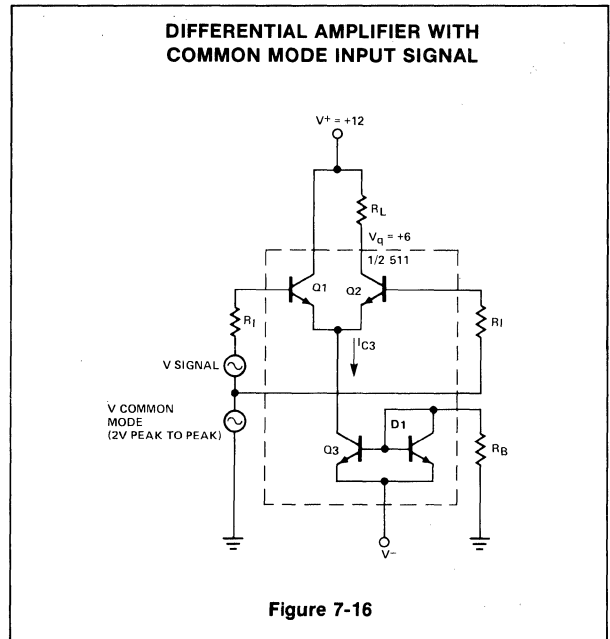 DIFFERENTIAL AMPLIFIER WITH
COMMON MODE INPUT SIGNAL
V+ = +12
RL
Vq = +6
1/2 511
Q1
Q2
RI
RI
IC3
V SIGNAL
V COMMON
MODE
(2V PEAK TO PEAK)
D1
Q3
RB
V−
Figure 7-16